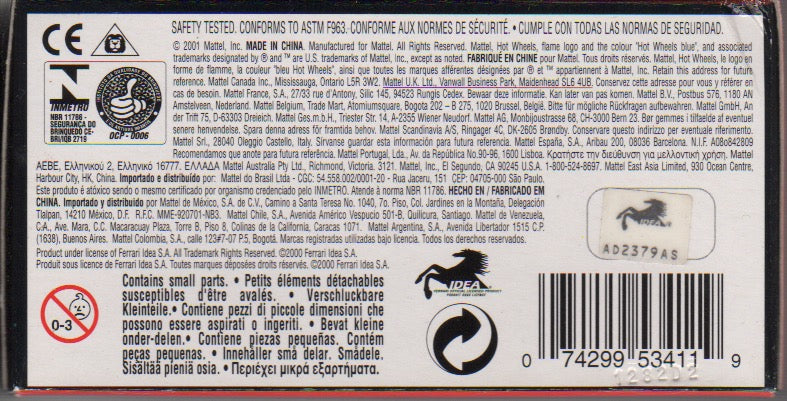 SAFETY TESTED. CONFORMS TO ASTM F963. CONFORME AUX NORMES DE SÉCURITÉ. • CUMPLE CON TODAS LAS NORMAS DE SEGURIDAD.
© 2001 Mattel, Inc. MADE IN CHINA. Manufactured for Mattel. All Rights Reserved. Mattel, Hot Wheels, flame logo and the colour "Hot Wheels blue", and associated
trademarks designated by ® and ™ are U.S. trademarks of Mattel, Inc., except as noted. FABRIQUÉ EN CHINE pour Mattel. Tous droits réservés. Mattel, Hot Wheels, le logo en
forme de flamme, la couleur "bleu Hot Wheels", ainsi que toutes les marques afférentes désignées par ® et ™ appartiennent à Mattel, Inc. Retain this address for future
reference. Mattel Canada Inc., Mississauga, Ontario L5R 3W2. Mattel U.K. Ltd., Vanwall Business Park, Maidenhead SL6 4UB. Conservez cette adresse pour vous y référer en
cas de besoin. Mattel France, S.A., 27/33 rue d'Antony, Silic 145, 94523 Rungis Cédex. Bewaar deze informatie. Kan later van pas komen. Mattel B.V., Postbus 576, 1180 AN
Amstelveen, Nederland. Mattel Belgium, Trade Mart, Atomiumsquare, Bogota 202 – B 275, 1020 Brussel, België. Bitte für mögliche Rückfragen aufbewahren. Mattel GmbH, An
der Trift 75, D-63303 Dreieich. Mattel Ges.m.b.H., Triester Str. 14, A-2355 Wiener Neudorf. Mattel AG, Monbijoustrasse 68, CH-3000 Bern 23. Bør gemmes i tilfælde af eventuel
senere henvendelse. Spara denna adress för framtida behov. Mattel Scandinavia A/S, Ringager 4C, DK-2605 Brøndby. Conservare questo indirizzo per eventuale riferimento.
Mattel Srl., 28040 Oleggio Castello, Italy. Sírvanse guardar esta información para futura referencia. Mattel España, S.A., Aribau 200, 08036 Barcelona. N.I.F. A08-842809
Recomendamos que anote para futura referência. Mattel Portugal, Lda., Av. da República No.90-96, 1600 Lisboa. Κρατήστε την διεύθυνση για μελλοντική χρήση. Mattel
ΑΕΒΕ, Ελληνικού 2, Ελληνικό 16777. ΕΛΛΑΔΑ Mattel Australia Pty Ltd., Richmond, Victoria. 3121. Mattel, Inc., El Segundo, CA 90245 U.S.A. 1-800-524-8697. Mattel East Asia Limited, 930 Ocean Centre,
Harbour City, HK, China. Importado e distribuido por: Mattel do Brasil Ltda - CGC: 54.558.002/0001-20 - Rua Jaceru, 151 CEP: 04705-000 São Paulo.
Este produto é atóxico sendo o mesmo certificado por organismo credenciado pelo INMETRO. Atende à norma NBR 11786. HECHO EN / FABRICADO EM
CHINA. Importado y distribuido por Mattel de México, S.A. de C.V., Camino a Santa Teresa No. 1040, 7o. Piso, Col. Jardines en la Montaña, Delegación
Tlalpan, 14210 México, D.F. R.F.C. MME-920701-NB3. Mattel Chile, S.A., Avenida Américo Vespucio 501-B, Quilicura, Santiago. Mattel de Venezuela,
C.A., Ave. Mara, C.C. Macaracuay Plaza, Torre B, Piso 8, Colinas de la California, Caracas 1071. Mattel Argentina, S.A., Avenida Libertador 1515 C.P.
(1638), Buenos Aires. Mattel Colombia, S.A., calle 123#7-07 P.5, Bogotá. Marcas registradas utilizadas bajo licencia. Todos los derechos reservados.
Product under license of Ferrari Idea S.A. All Trademark Rights Reserved. ©2000 Ferrari Idea S.A.
Produit sous licence de Ferrari Idea S.A. Toutes marques déposées droits réservés. ©2000 Ferrari Idea S.A.
CE
INMETRO
NBR 11786 -
SEGURANÇA DO
BRINQUEDO CE-
BRI/IQB 2719
OCP - 0006
IDEA
AD2379AS
IDEA
FERRARI OFFICIAL LICENSED PRODUCT
0-3
Contains small parts. • Petits éléments détachables
susceptibles d'être avalés. • Verschluckbare
Kleinteile. • Contiene pezzi di piccole dimensioni che
possono essere aspirati o ingeriti. • Bevat kleine
onder-delen. • Contiene piezas pequeñas. Contém
peças pequenas. • Innehåller små delar. Smådele.
Sisältää pieniä osia. • Περιέχει μικρά εξαρτήματα.
0 74299 53411 9
1282D2